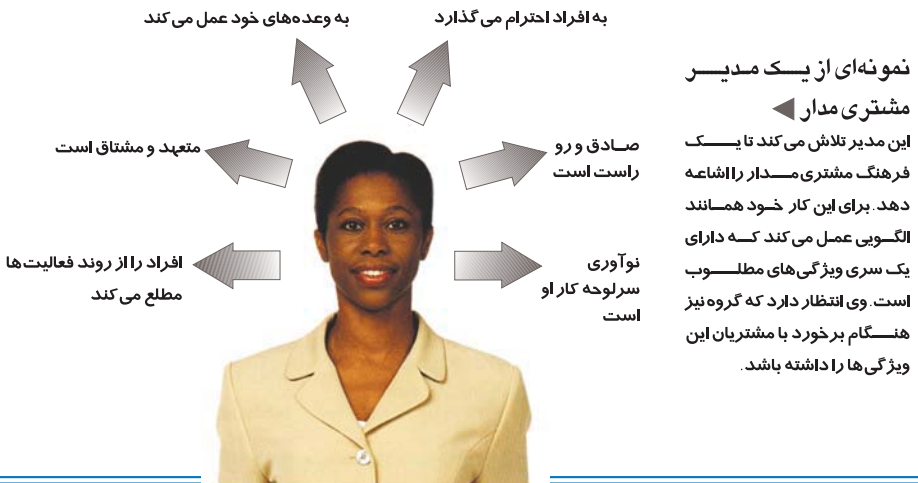 نمونه‌ای از یک مدیر
مشتری مدار
این مدیر تلاش می کند تا یک
فرهنگ مشتری مدار را اشاعه
دهد. برای این کار خود همانند
الگویی عمل می کند که دارای
یک سری ویژگی‌های مطلوب
است. وی انتظار دارد که گروه نیز
هنگام برخورد با مشتریان این
ویژگی‌ها را داشته باشد.
به افراد احترام می گذارد
به وعده‌های خود عمل می کند
صادق و رو
راست است
متعهد و مشتاق است
نوآوری
سرلوحه کار او
است
افراد را از روند فعالیت‌ها
مطلع می کند